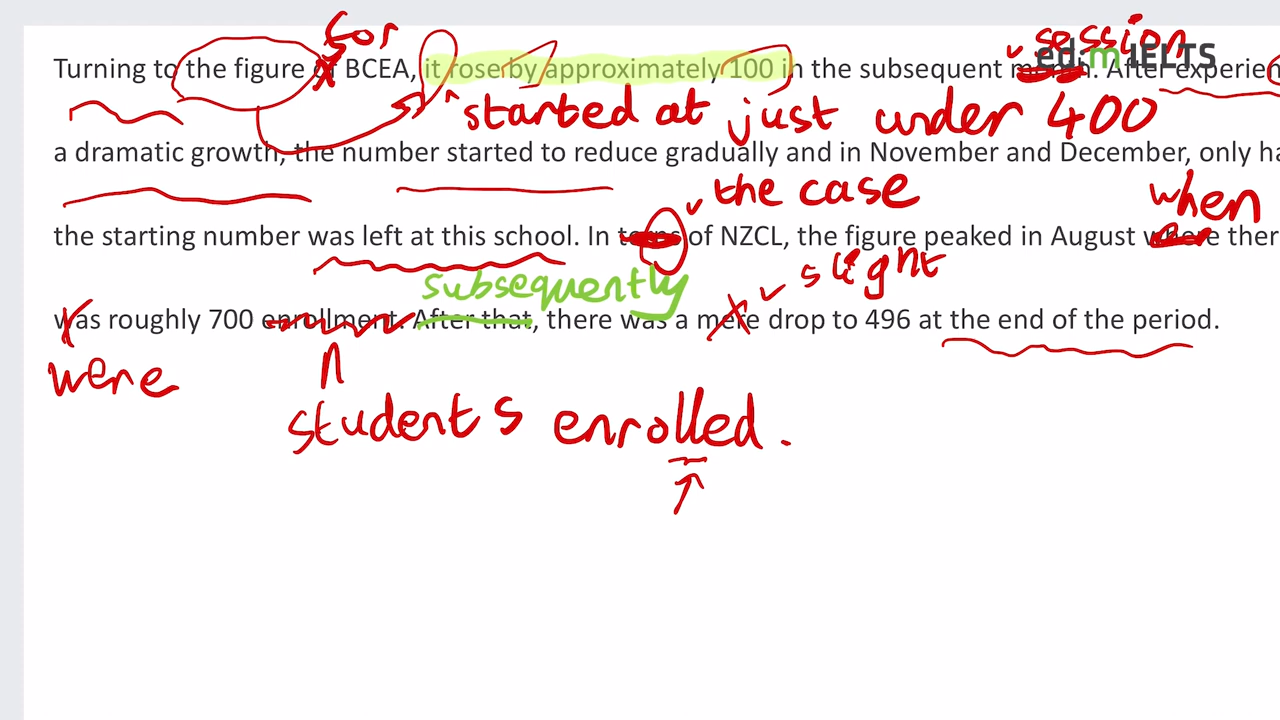 for
session
ed:m IELTS
Turning to the figure of BCEA, it rose by approximately 100 in the subsequent month. After experien
started at just under 400
a dramatic growth, the number started to reduce gradually and in November and December, only ha
the case
when
the starting number was left at this school. In terms of NZCL, the figure peaked in August where ther
subsequently
slight
was roughly 700 enrollment. After that, there was a mere drop to 496 at the end of the period.
were
n
students enrolled.